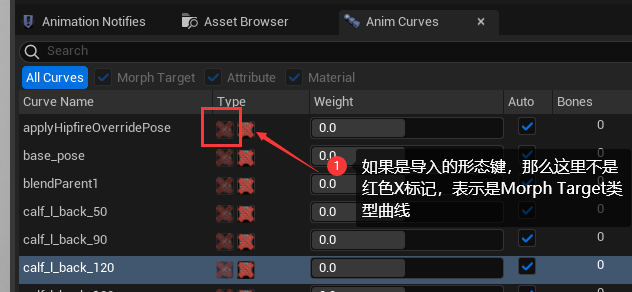 Animation Notifies Asset Browser Anim Curves
Search
All Curves Morph Target Attribute Material
Curve Name Type Weight Auto Bones
applyHipfireOverridePose 0.0 0
base_pose 0.0 0
blendParent1 0.0 0
calf_l_back_50 0.0 0
calf_l_back_90 0.0 0
calf_l_back_120 0.0 0
1 如果是导入的形态键，那么这里不是
红色X标记，表示是Morph Target类
型曲线